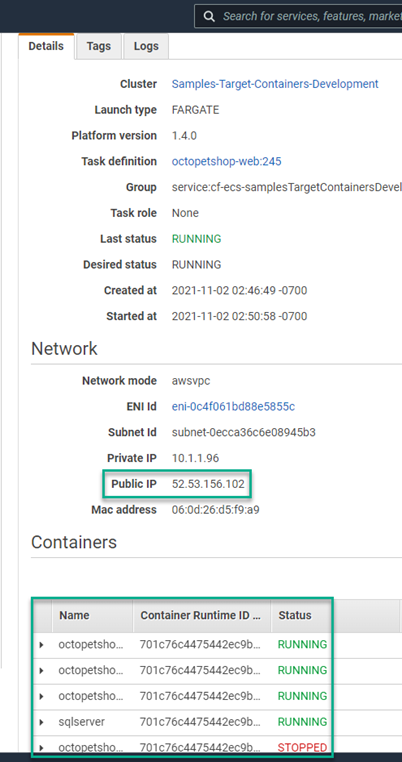 Search for services, features, market
Details Tags Logs
Cluster Samples-Target-Containers-Development
Launch type FARGATE
Platform version 1.4.0
Task definition octopetshop-web:245
Group service:cf-ecs-samplesTargetContainersDevel
Task role None
Last status RUNNING
Desired status RUNNING
Created at 2021-11-02 02:46:49 -0700
Started at 2021-11-02 02:50:58 -0700
Network
Network mode awsvpc
ENI Id eni-0c4f061bd88e5855c
Subnet Id subnet-0ecca36c6e08945b3
Private IP 10.1.1.96
Public IP 52.53.156.102
Mac address 06:0d:26:d5:f9:a9
Containers
Name Container Runtime ID ... Status
octopetsho... 701c76c4475442ec9b... RUNNING
octopetsho... 701c76c4475442ec9b... RUNNING
octopetsho... 701c76c4475442ec9b... RUNNING
sqlserver 701c76c4475442ec9b... RUNNING
octopetsho... 701c76c4475442ec9b... STOPPED